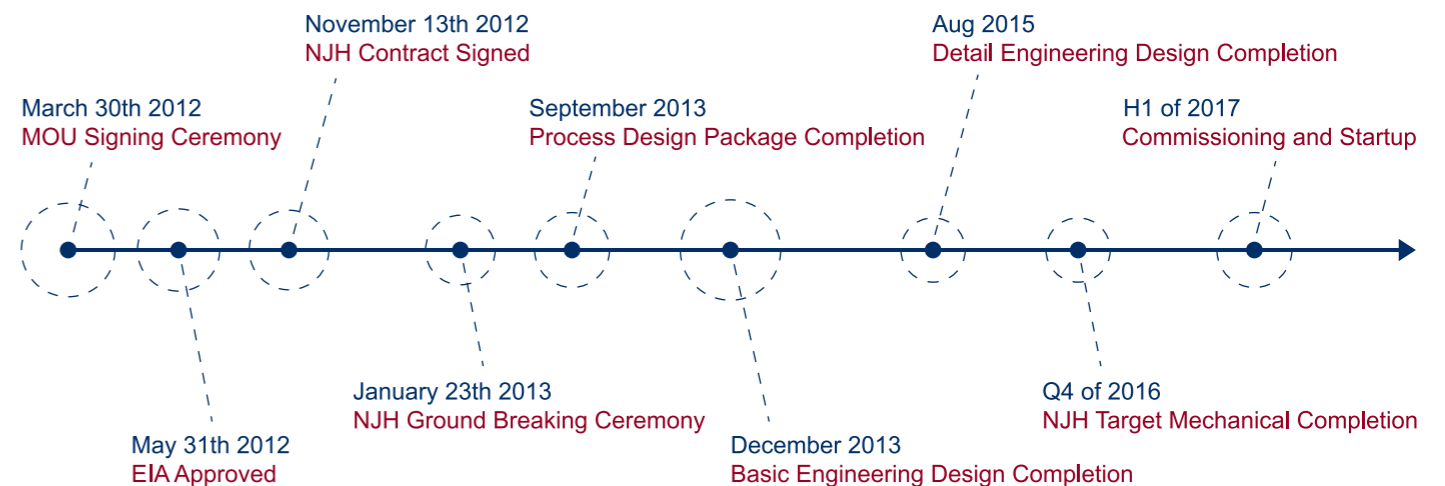 November 13th 2012
NJH Contract Signed
Aug 2015
Detail Engineering Design Completion
March 30th 2012
MOU Signing Ceremony
September 2013
Process Design Package Completion
H1 of 2017
Commissioning and Startup
January 23th 2013
NJH Ground Breaking Ceremony
Q4 of 2016
NJH Target Mechanical Completion
May 31th 2012
EIA Approved
December 2013
Basic Engineering Design Completion